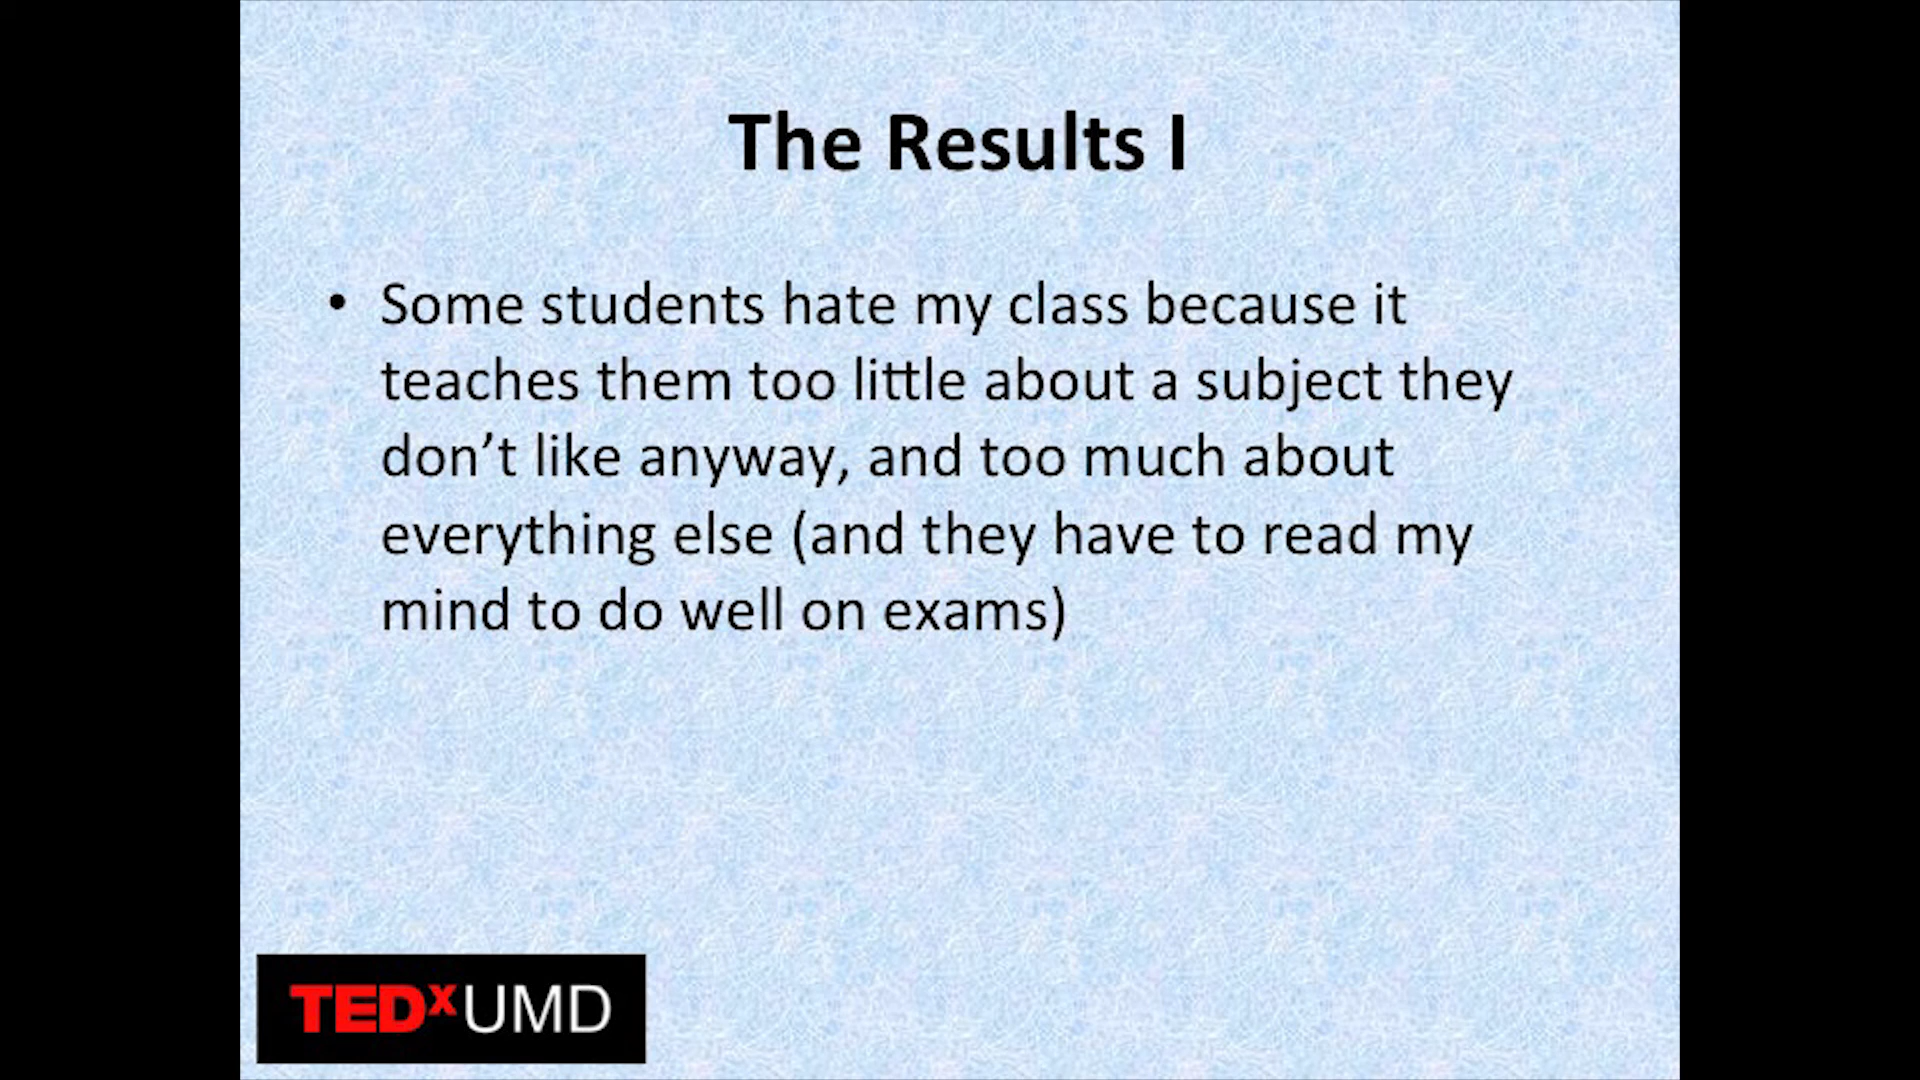 The Results I
• Some students hate my class because it
teaches them too little about a subject they
don’t like anyway, and too much about
everything else (and they have to read my
mind to do well on exams)
TEDxUMD